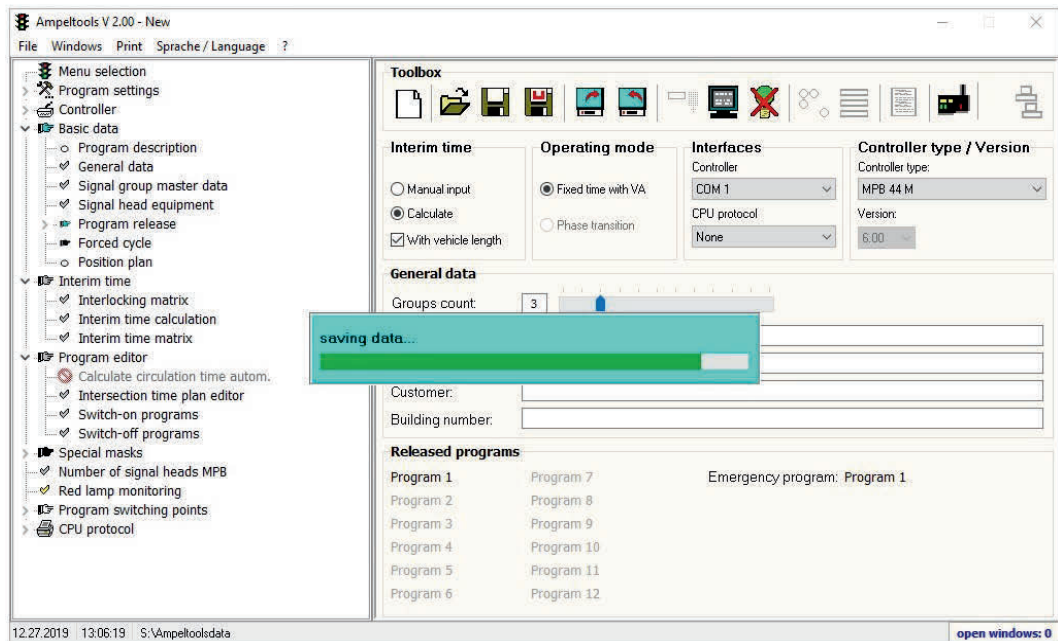 Ampeltools V 2.00 - New
File Windows Print Sprache / Language ?
Menu selection
Program settings
Controller
Basic data
Program description
General data
Signal group master data
Signal head equipment
Program release
Forced cycle
Position plan
Interim time
Interlocking matrix
Interim time calculation
Interim time matrix
Program editor
Calculate circulation time autom.
Intersection time plan editor
Switch-on programs
Switch-off programs
Special masks
Number of signal heads MPB
Red lamp monitoring
Program switching points
CPU protocol
Toolbox
Interim time
Manual input
Calculate
With vehicle length
Operating mode
Fixed time with VA
Phase transition
Interfaces
Controller
COM 1
CPU protocol
None
Controller type / Version
Controller type:
MPB 44 M
Version:
6.00
General data
Groups count: 3
saving data...
Customer:
Building number:
Released programs
Program 1 Program 7 Emergency program: Program 1
Program 2 Program 8
Program 3 Program 9
Program 4 Program 10
Program 5 Program 11
Program 6 Program 12
12.27.2019 13:06:19 S:\Ampeltoolsdata open windows: 0